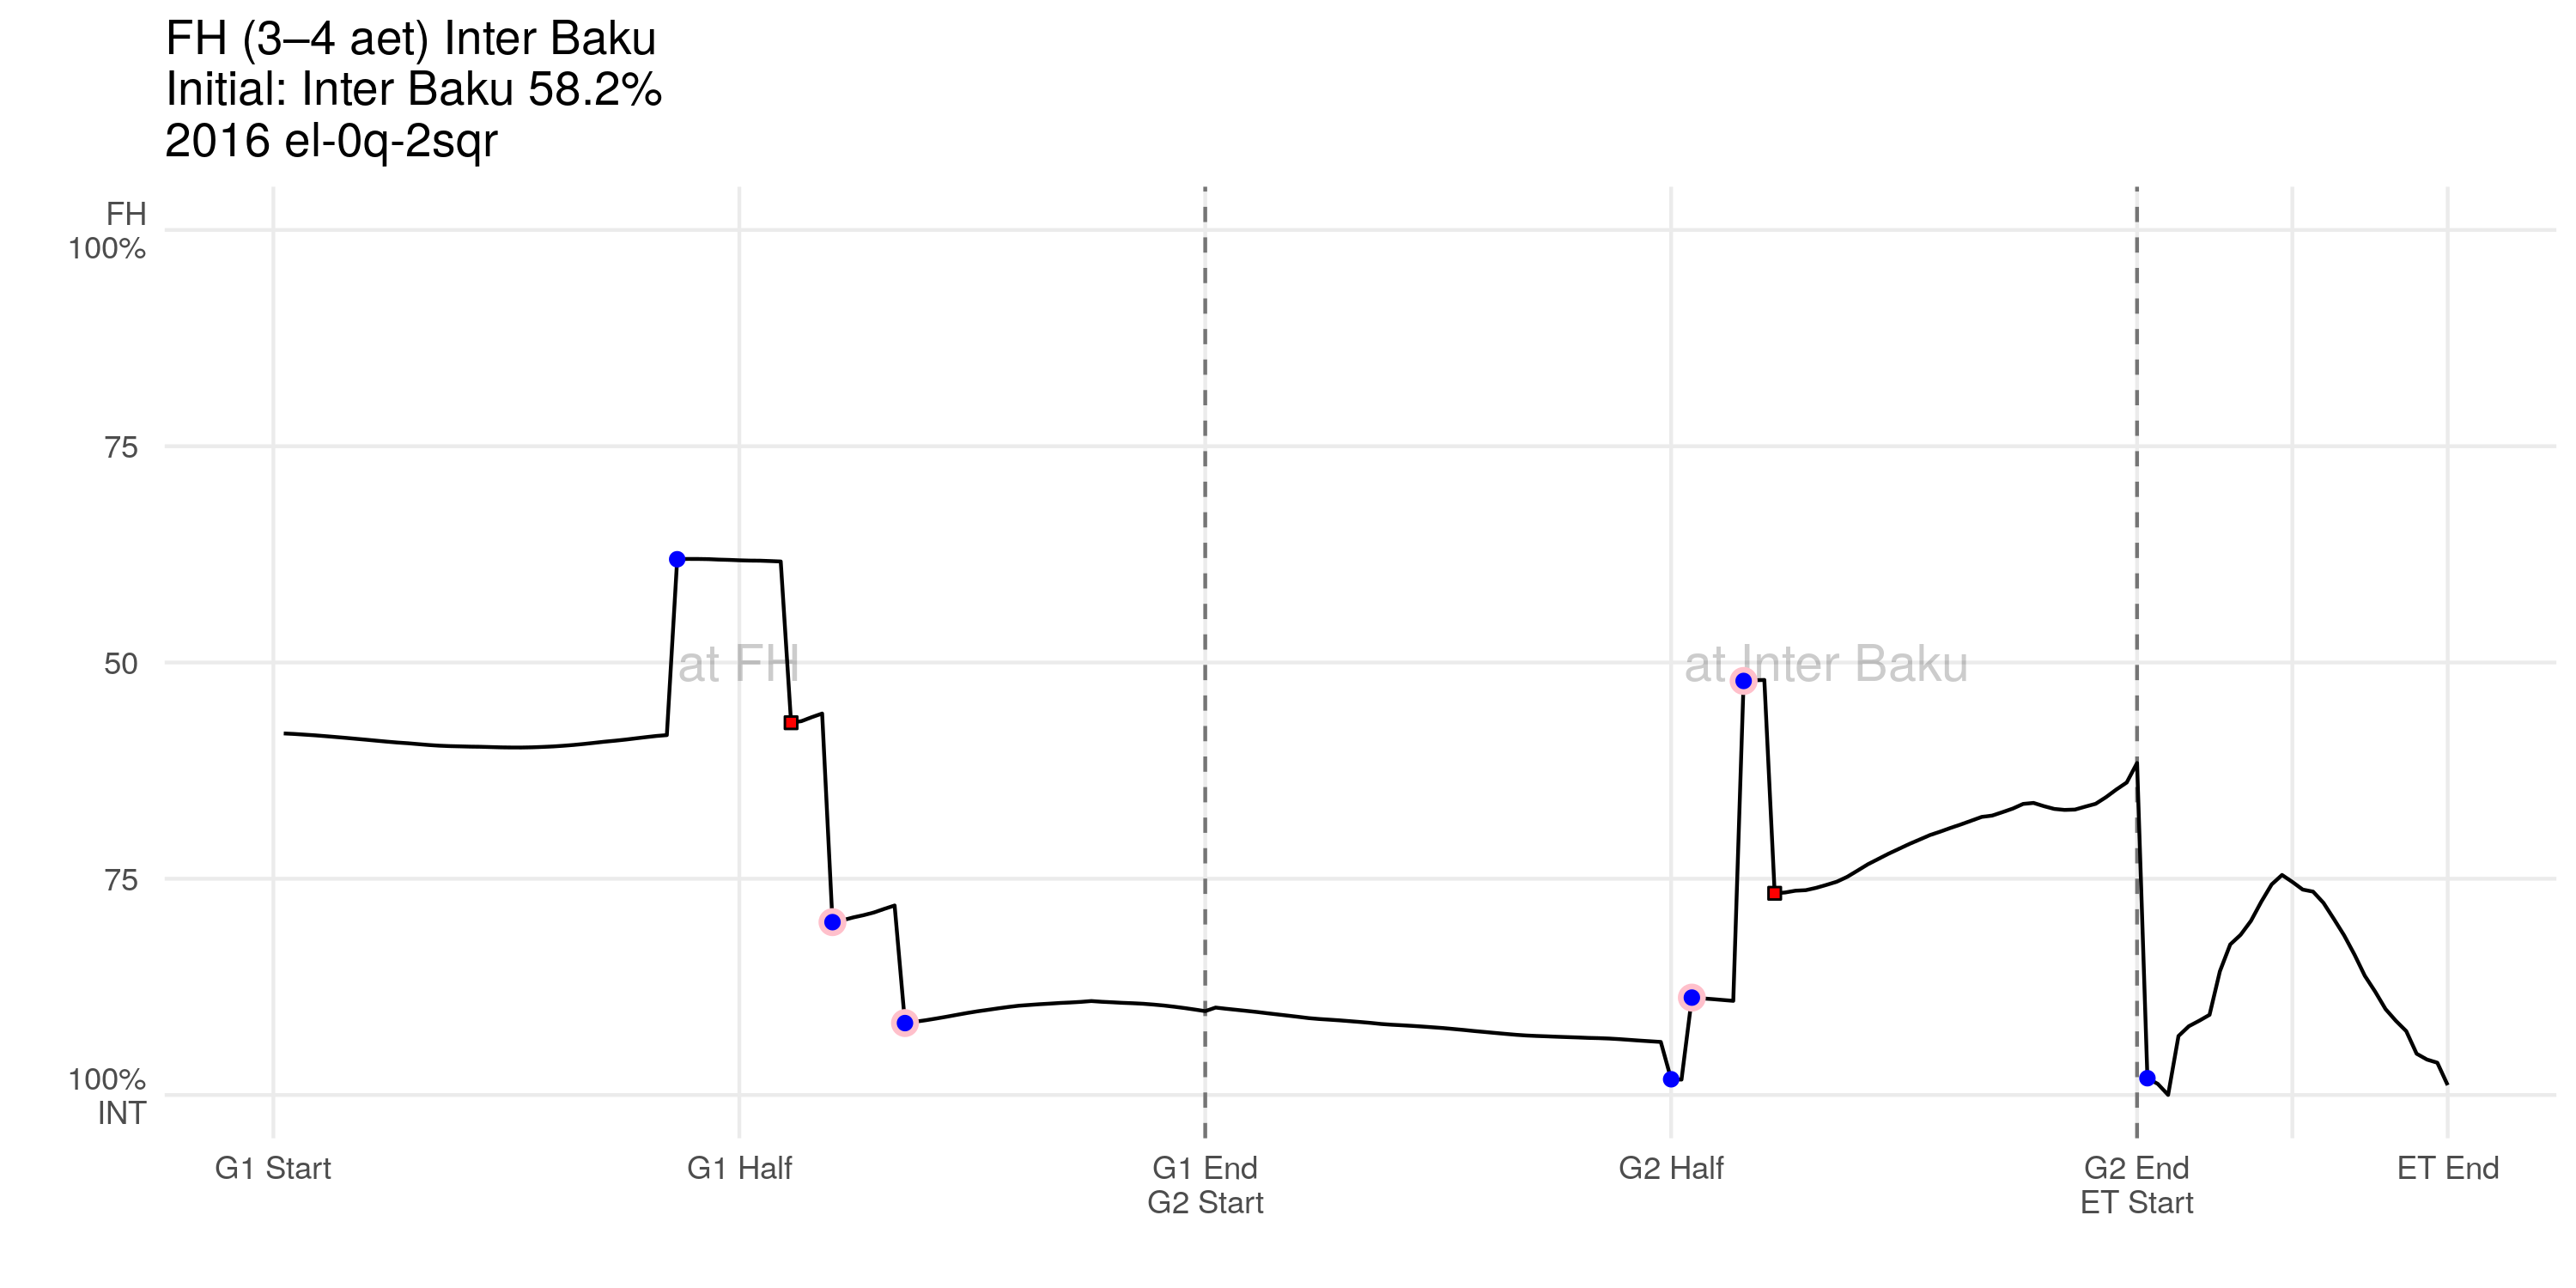 FH (3–4 aet) Inter Baku
Initial: Inter Baku 58.2%
2016 el-0q-2sqr
FH
100%
75
50
75
100%
INT
at FH
at Inter Baku
G1 Start
G1 Half
G1 End
G2 Start
G2 Half
G2 End
ET Start
ET End